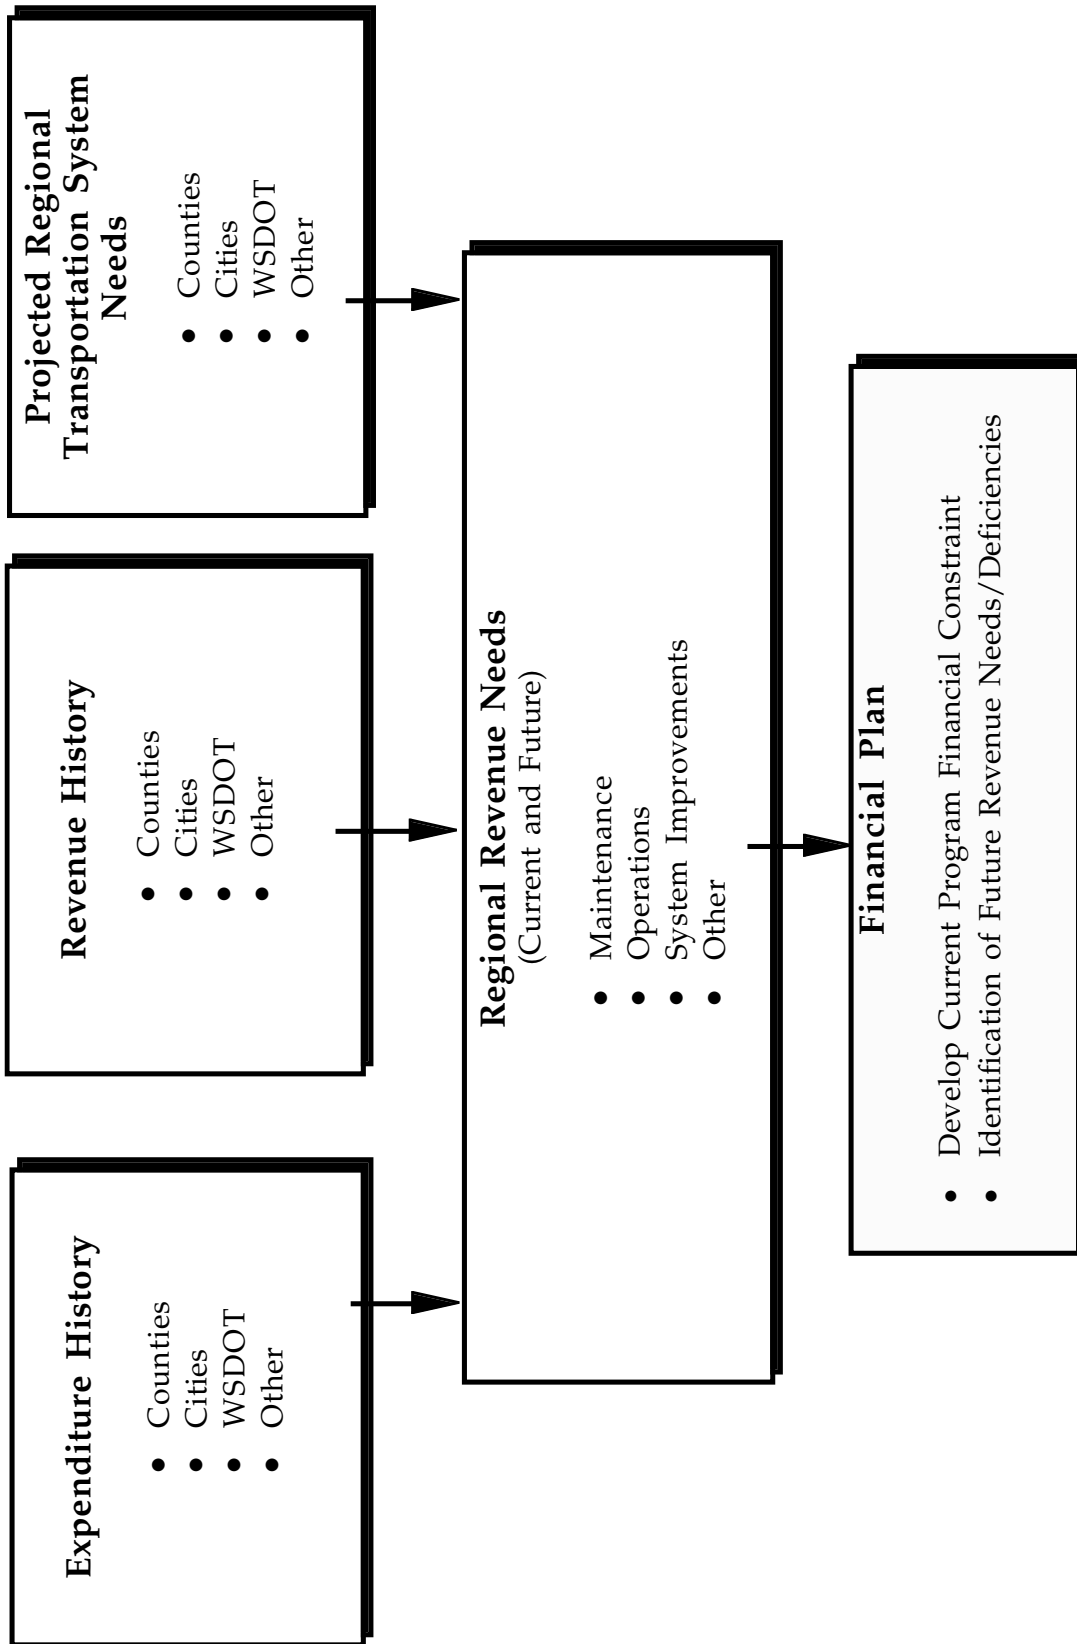 Expenditure History
• Counties
• Cities
• WSDOT
• Other
Revenue History
• Counties
• Cities
• WSDOT
• Other
Projected Regional
Transportation System
Needs
• Counties
• Cities
• WSDOT
• Other
Regional Revenue Needs
(Current and Future)
• Maintenance
• Operations
• System Improvements
• Other
Financial Plan
• Develop Current Program Financial Constraint
• Identification of Future Revenue Needs/Deficiencies